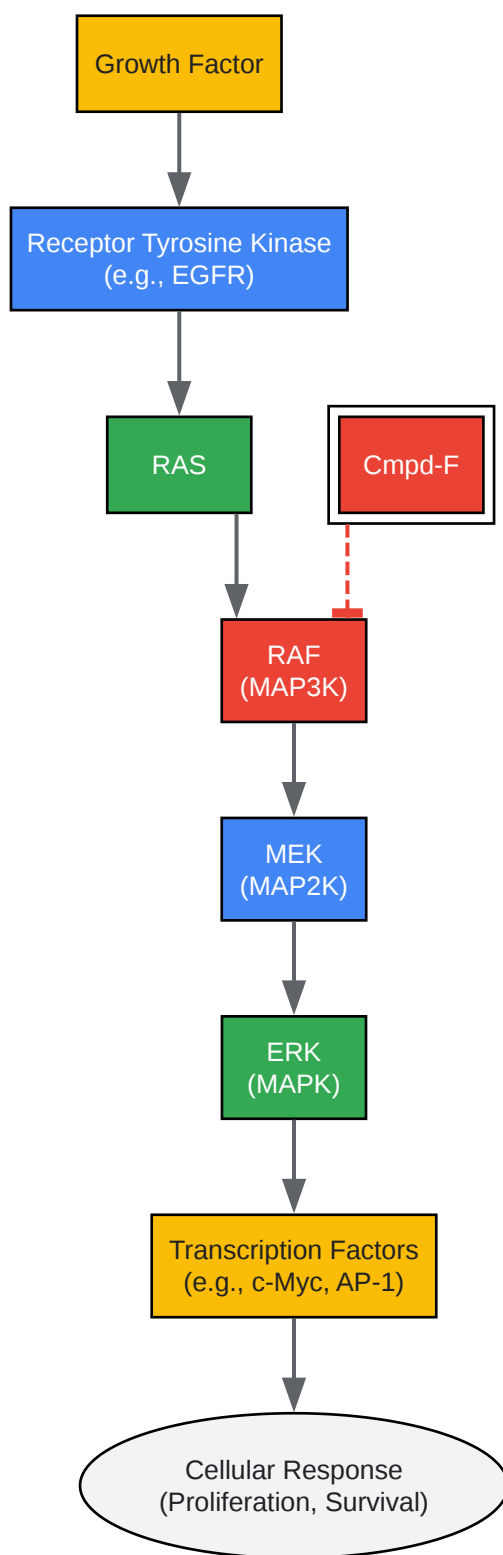 Growth Factor
Receptor Tyrosine Kinase
(e.g., EGFR)
RAS
Cmpd-F
RAF
(MAP3K)
MEK
(MAP2K)
ERK
(MAPK)
Transcription Factors
(e.g., c-Myc, AP-1)
Cellular Response
(Proliferation, Survival)